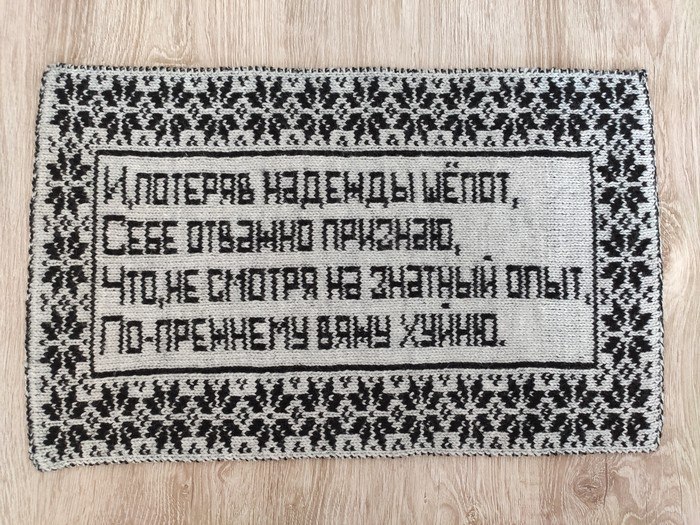 И,потеряв надежды шёпот,
Себе отважно признаю,
Что,не смотря на знатный опыт,
По-прежнему вяжу хуйню.